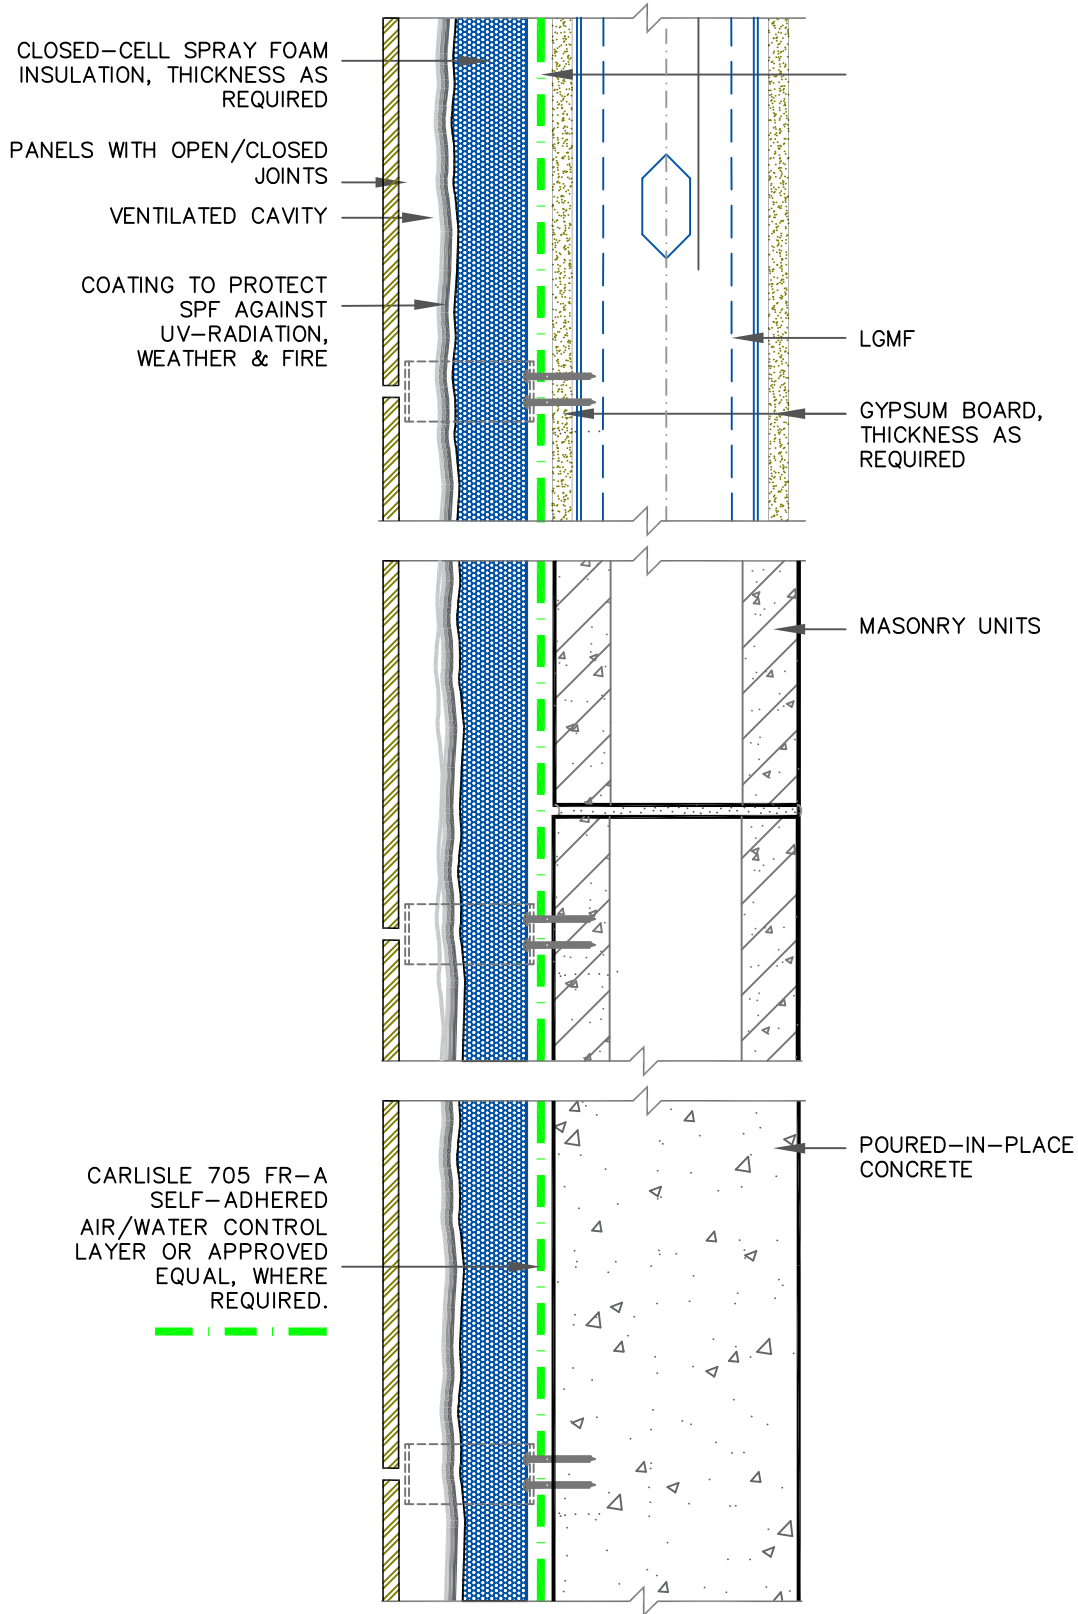 CLOSED-CELL SPRAY FOAM
INSULATION, THICKNESS AS
REQUIRED
PANELS WITH OPEN/CLOSED
JOINTS
VENTILATED CAVITY
COATING TO PROTECT
SPF AGAINST
UV-RADIATION,
WEATHER & FIRE
LGMF
GYPSUM BOARD,
THICKNESS AS
REQUIRED
MASONRY UNITS
POURED-IN-PLACE
CONCRETE
CARLISLE 705 FR-A
SELF-ADHERED
AIR/WATER CONTROL
LAYER OR APPROVED
EQUAL, WHERE
REQUIRED.